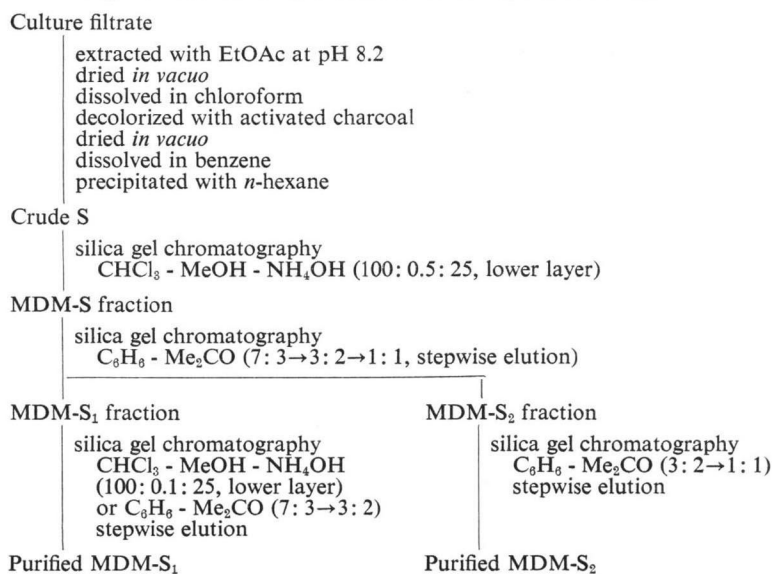 Culture filtrate
extracted with EtOAc at pH 8.2
dried in vacuo
dissolved in chloroform
decolorized with activated charcoal
dried in vacuo
dissolved in benzene
precipitated with n-hexane
Crude S
silica gel chromatography
CHCl₃ - MeOH - NH₄OH (100: 0.5: 25, lower layer)
MDM-S fraction
silica gel chromatography
C₆H₆ - Me₂CO (7: 3→3: 2→1: 1, stepwise elution)
MDM-S₁ fraction
silica gel chromatography
CHCl₃ - MeOH - NH₄OH
(100: 0.1: 25, lower layer)
or C₆H₆ - Me₂CO (7: 3→3: 2)
stepwise elution
Purified MDM-S₁
MDM-S₂ fraction
silica gel chromatography
C₆H₆ - Me₂CO (3: 2→1: 1)
stepwise elution
Purified MDM-S₂